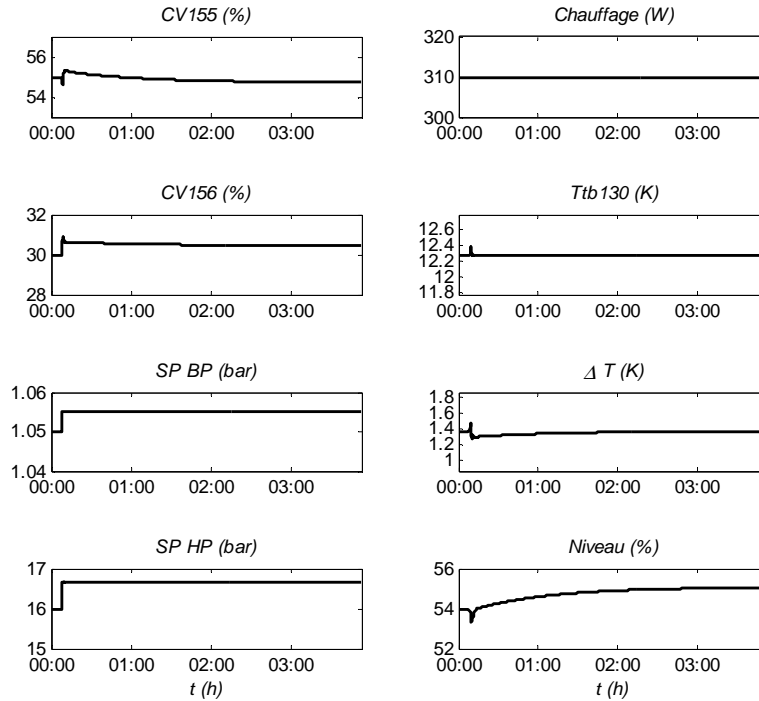 CV155 (%)
56
54
00:00 01:00 02:00 03:00
Chauffage (W)
320
310
300
00:00 01:00 02:00 03:00
CV156 (%)
32
30
28
00:00 01:00 02:00 03:00
Ttb130 (K)
12.6
12.4
12.2
12
11.8
00:00 01:00 02:00 03:00
SP BP (bar)
1.06
1.05
1.04
00:00 01:00 02:00 03:00
Δ T (K)
1.8
1.6
1.4
1.2
1
00:00 01:00 02:00 03:00
SP HP (bar)
17
16
15
00:00 01:00 02:00 03:00
t (h)
Niveau (%)
56
54
52
00:00 01:00 02:00 03:00
t (h)